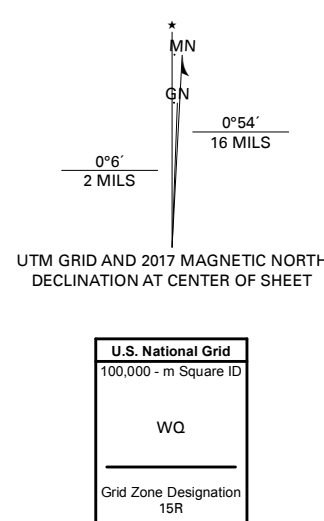 ★
MN
GN
0°54´
16 MILS
0°6´
2 MILS
UTM GRID AND 2017 MAGNETIC NORTH
DECLINATION AT CENTER OF SHEET
U.S. National Grid
100,000 - m Square ID
WQ
Grid Zone Designation
15R